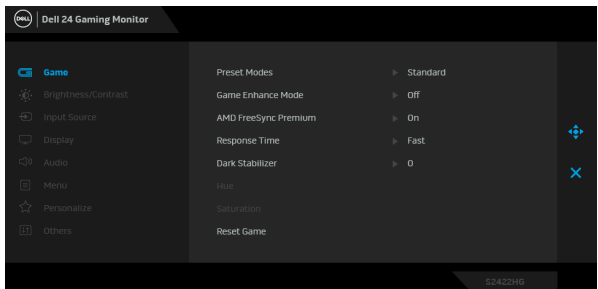 DELL Dell 24 Gaming Monitor
Game
Brightness/Contrast
Input Source
Display
Audio
Menu
Personalize
Others
Preset Modes Standard
Game Enhance Mode Off
AMD FreeSync Premium On
Response Time Fast
Dark Stabilizer 0
Hue
Saturation
Reset Game
S2422HG